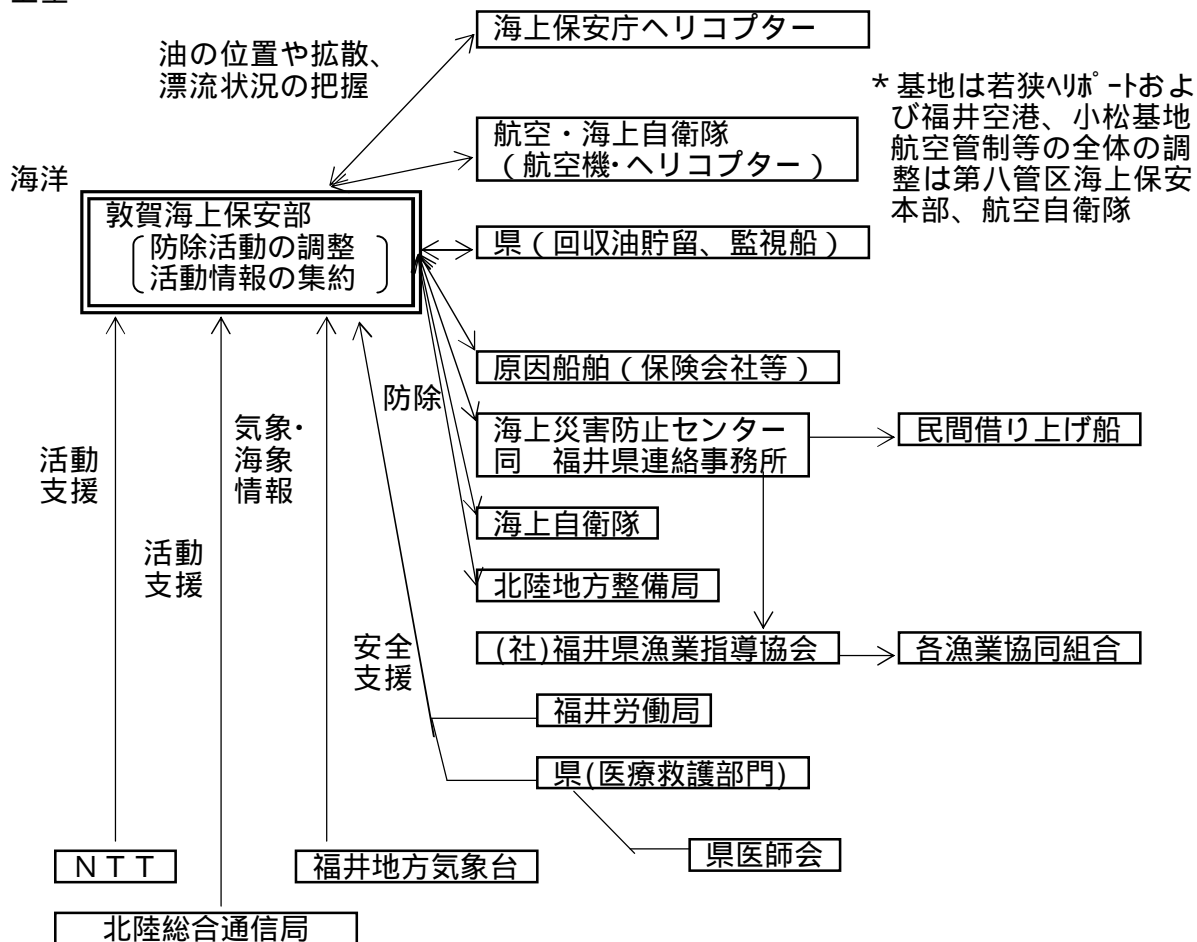 海上保安庁ヘリコプター
油の位置や拡散、
漂流状況の把握
*基地は若狭ﾍﾘﾎﾟｰﾄおよ
び福井空港、小松基地
航空管制等の全体の調
整は第八管区海上保安
本部、航空自衛隊
航空・海上自衛隊
(航空機・ヘリコプター)
海洋
敦賀海上保安部
防除活動の調整
活動情報の集約
県(回収油貯留、監視船)
原因船舶(保険会社等)
防除
海上災害防止センター
同 福井県連絡事務所
民間借り上げ船
気象・
海象
情報
活動
支援
海上自衛隊
活動
支援
北陸地方整備局
(社)福井県漁業指導協会
各漁業協同組合
安全
支援
福井労働局
県(医療救護部門)
県医師会
NTT
福井地方気象台
北陸総合通信局